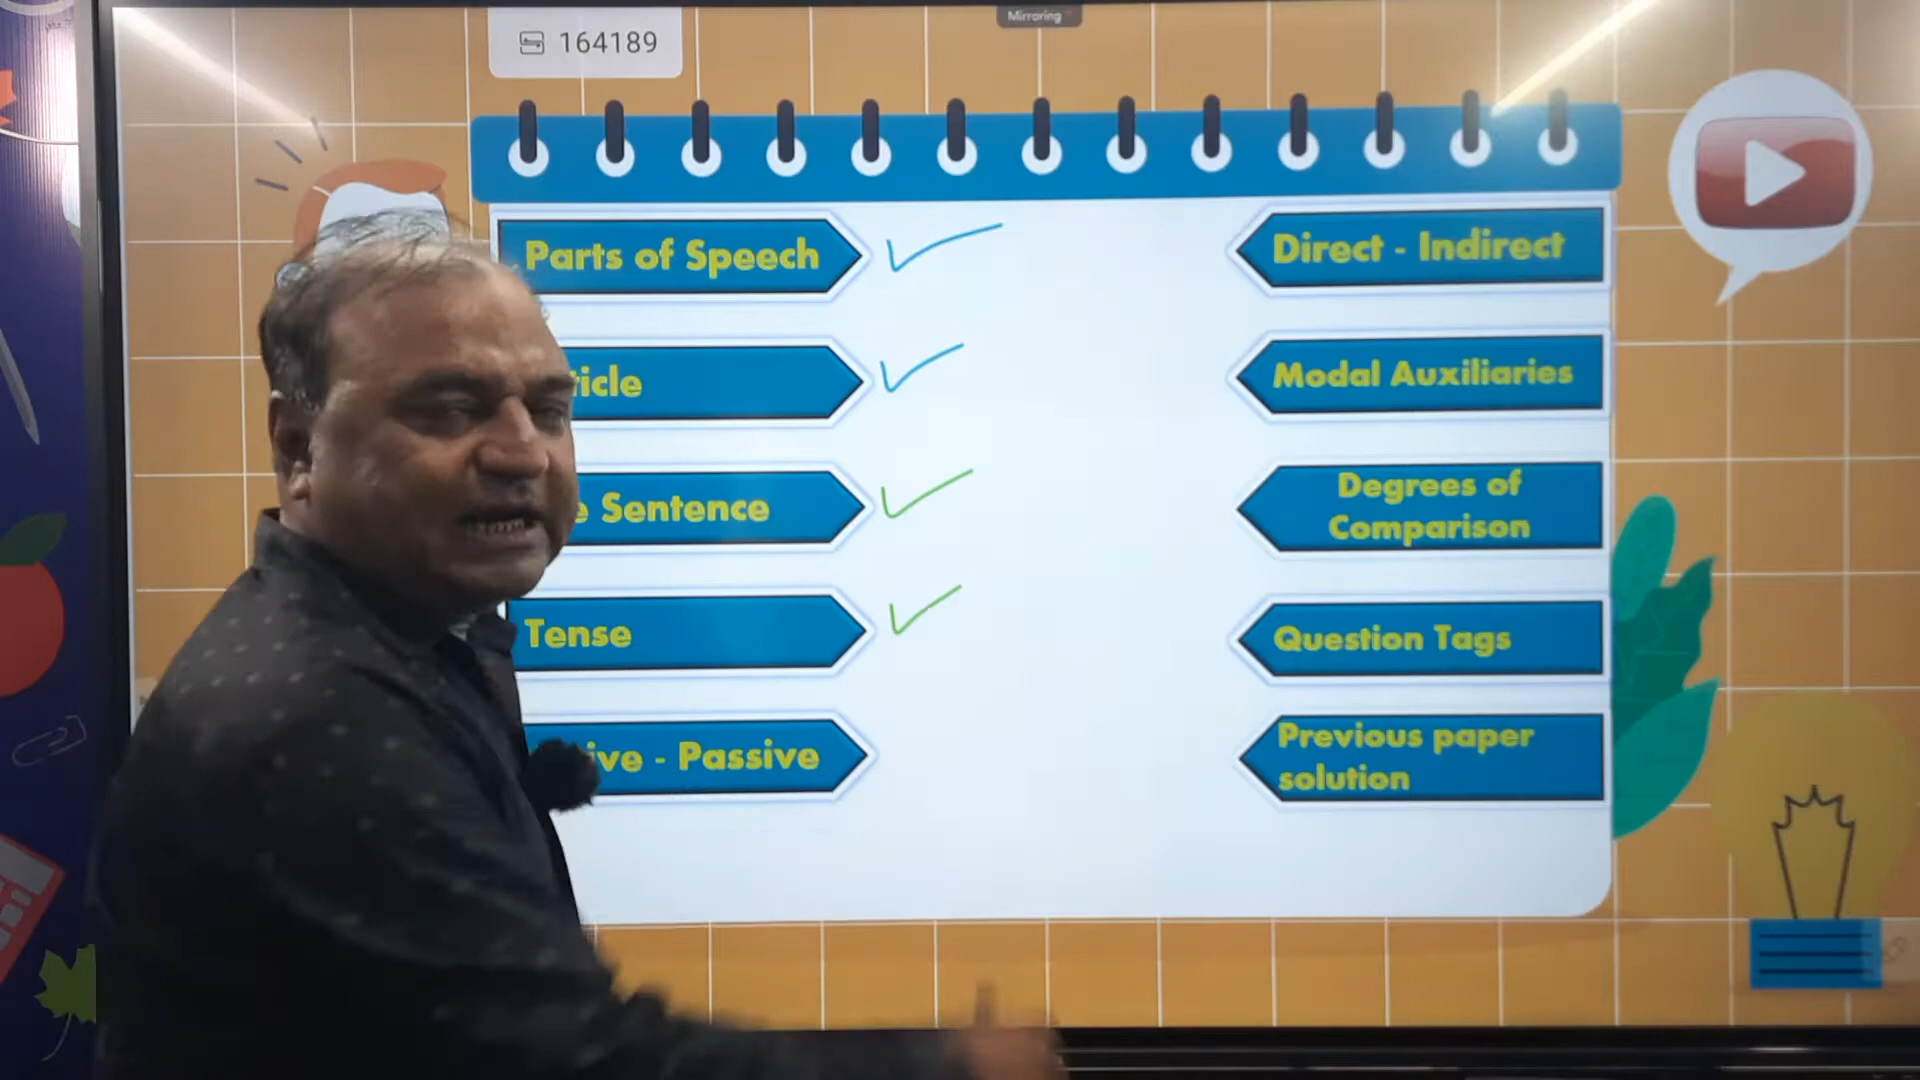 Mirroring
164189
Parts of Speech
Direct - Indirect
ticle
Modal Auxiliaries
e Sentence
Degrees of
Comparison
Tense
Question Tags
ive - Passive
Previous paper
solution